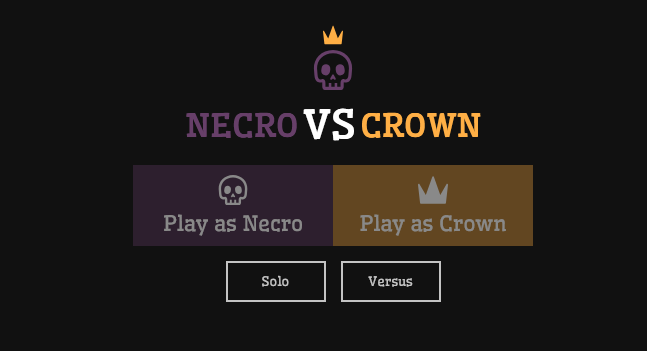 NECRO VS CROWN
Play as Necro
Play as Crown
Solo
Versus